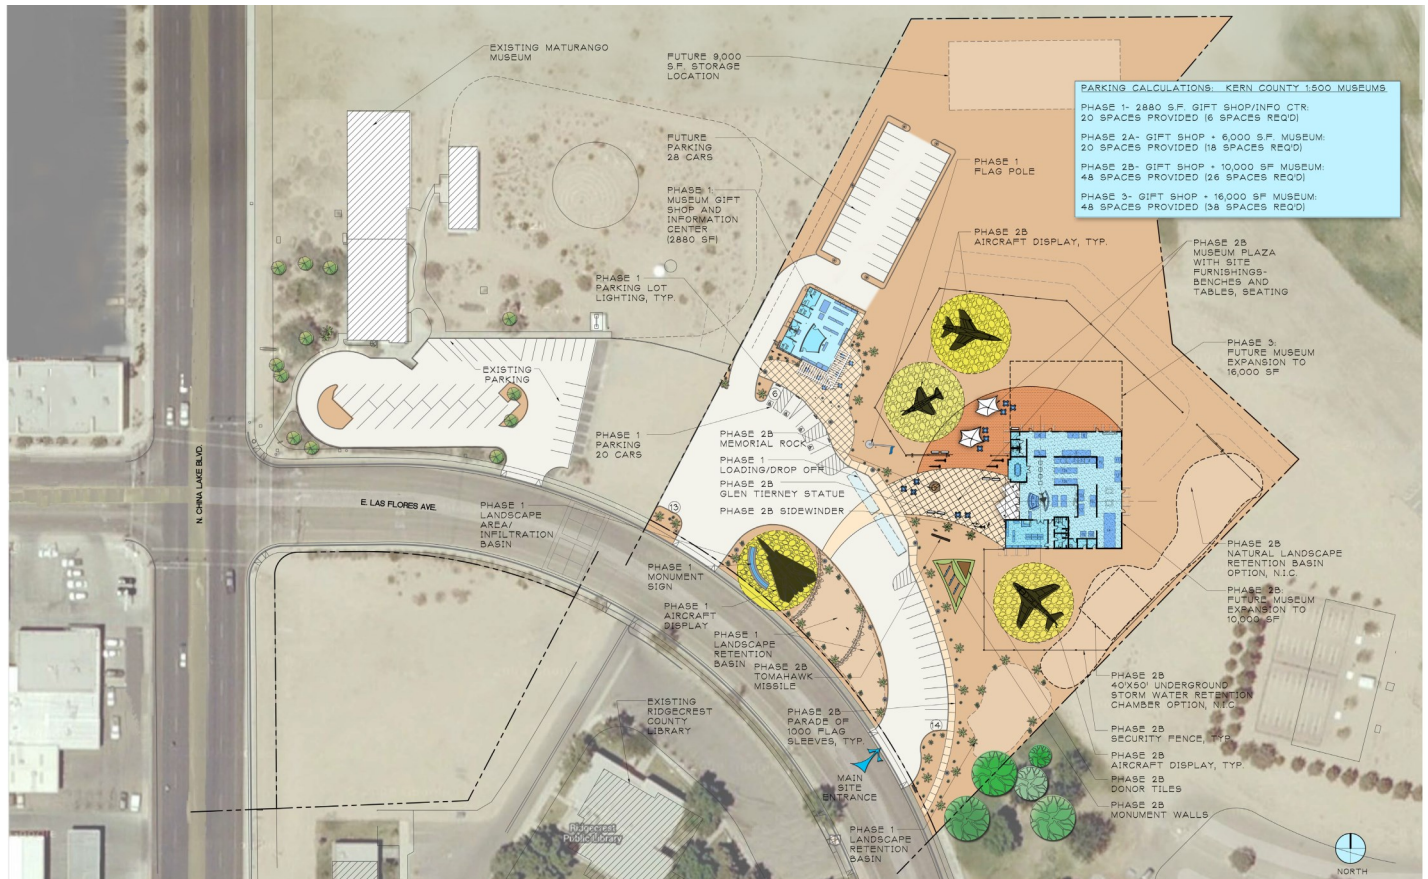 EXISTING MATURANGO
MUSEUM
FUTURE 9,000
S.F. STORAGE
LOCATION
PARKING CALCULATIONS: KERN COUNTY 1:500 MUSEUMS
PHASE 1- 2880 S.F. GIFT SHOP/INFO CTR:
20 SPACES PROVIDED (6 SPACES REQ'D)
PHASE 2A- GIFT SHOP + 6,000 S.F. MUSEUM:
20 SPACES PROVIDED (18 SPACES REQ'D)
PHASE 2B- GIFT SHOP + 10,000 SF MUSEUM:
48 SPACES PROVIDED (26 SPACES REQ'D)
PHASE 3- GIFT SHOP + 16,000 SF MUSEUM:
48 SPACES PROVIDED (38 SPACES REQ'D)
FUTURE
PARKING
28 CARS
PHASE 1
FLAG POLE
PHASE 1:
MUSEUM GIFT
SHOP AND
INFORMATION
CENTER
(2880 SF)
PHASE 2B
AIRCRAFT DISPLAY, TYP.
PHASE 2B
MUSEUM PLAZA
WITH SITE
FURNISHINGS-
BENCHES AND
TABLES, SEATING
PHASE 1
PARKING LOT
LIGHTING, TYP.
PHASE 3:
FUTURE MUSEUM
EXPANSION TO
16,000 SF
EXISTING
PARKING
6
PHASE 1
PARKING
20 CARS
PHASE 2B
MEMORIAL ROCK
PHASE 1
LOADING/DROP OFF
PHASE 2B
GLEN TIERNEY STATUE
PHASE 2B SIDEWINDER
N. CHINA LAKE BLVD.
E. LAS FLORES AVE.
PHASE 1
LANDSCAPE
AREA/
INFILTRATION
BASIN
13
PHASE 2B
NATURAL LANDSCAPE
RETENTION BASIN
OPTION, N.I.C.
PHASE 1
MONUMENT
SIGN
PHASE 2B:
FUTURE MUSEUM
EXPANSION TO
10,000 SF
PHASE 1
AIRCRAFT
DISPLAY
PHASE 1
LANDSCAPE
RETENTION
BASIN
PHASE 2B
TOMAHAWK
MISSILE
PHASE 2B
40'X50' UNDERGROUND
STORM WATER RETENTION
CHAMBER OPTION, N.I.C.
EXISTING
RIDGECREST
COUNTY
LIBRARY
PHASE 2B
PARADE OF
1000 FLAG
SLEEVES, TYP.
14
PHASE 2B
SECURITY FENCE, TYP.
PHASE 2B
AIRCRAFT DISPLAY, TYP.
MAIN
SITE
ENTRANCE
PHASE 2B
DONOR TILES
PHASE 2B
MONUMENT WALLS
Ridgecrest
Public Library
PHASE 1
LANDSCAPE
RETENTION
BASIN
NORTH